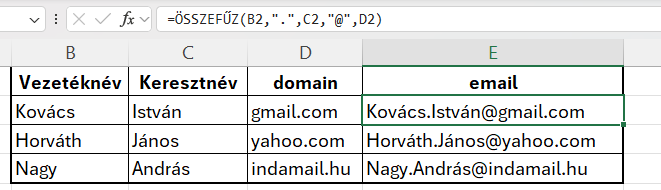 fx =ÖSSZEFŰZ(B2,".",C2,"@",D2)
B C D E
Vezetéknév Keresztnév domain email
Kovács István gmail.com Kovács.István@gmail.com
Horváth János yahoo.com Horváth.János@yahoo.com
Nagy András indamail.hu Nagy.András@indamail.hu